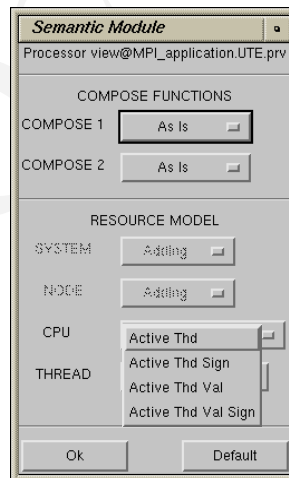 Semantic Module
Processor view@MPI_application.UTE.prv
COMPOSE FUNCTIONS
COMPOSE 1 As Is
COMPOSE 2 As Is
RESOURCE MODEL
SYSTEM Adding
NODE Adding
CPU Active Thd
Active Thd Sign
THREAD Active Thd Val
Active Thd Val Sign
Ok Default